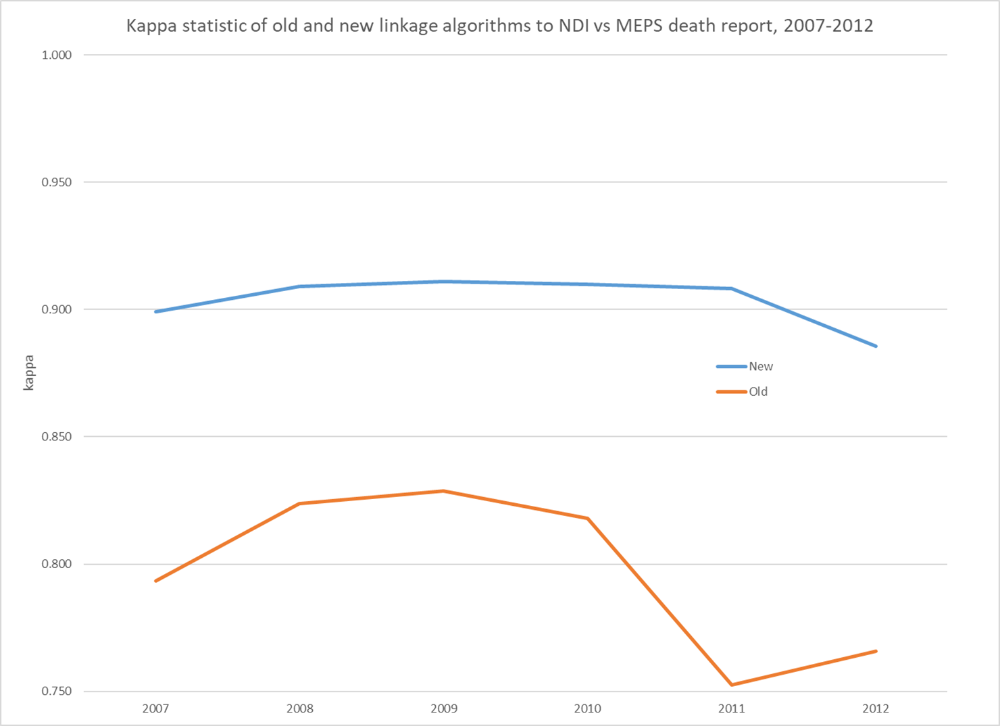 Kappa statistic of old and new linkage algorithms to NDI vs MEPS death report, 2007-2012
1.000
0.950
0.900
kappa
New
Old
0.850
0.800
0.750
2007 2008 2009 2010 2011 2012